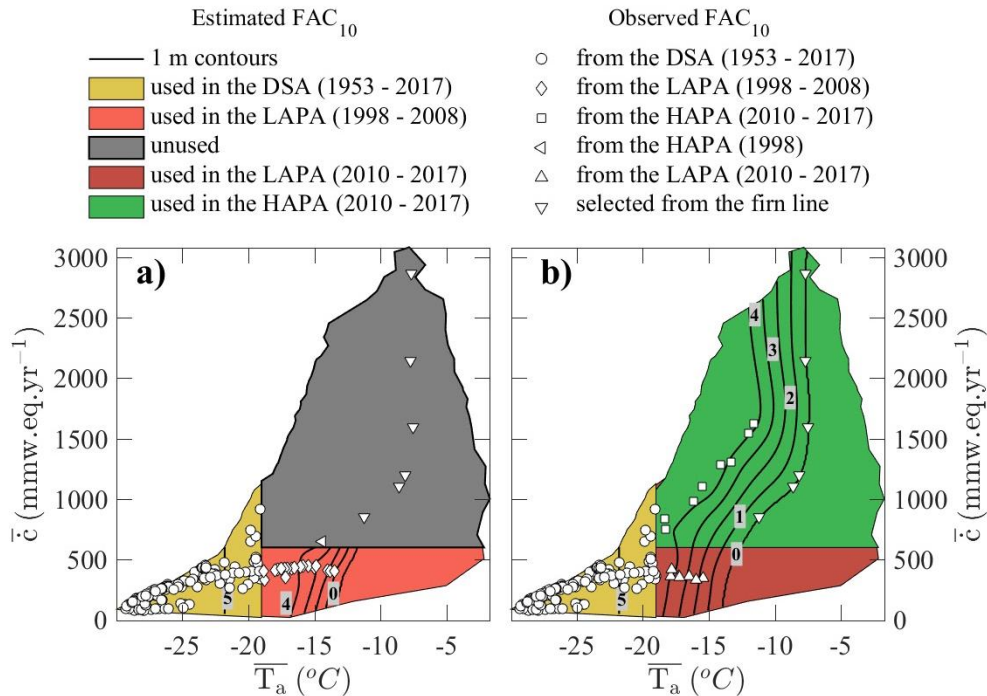 Estimated FAC10
1 m contours
used in the DSA (1953 - 2017)
used in the LAPA (1998 - 2008)
unused
used in the LAPA (2010 - 2017)
used in the HAPA (2010 - 2017)
Observed FAC10
from the DSA (1953 - 2017)
from the LAPA (1998 - 2008)
from the HAPA (2010 - 2017)
from the HAPA (1998)
from the LAPA (2010 - 2017)
selected from the firn line
a)
3000
2500
2000
1500
1000
500
0
c̄̇ (mmw.eq.yr⁻¹)
5
4
0
-25
-20
-15
-10
-5
T̄a (°C)
b)
4
3
2
1
0
5
3000
2500
2000
1500
1000
500
0
c̄̇ (mmw.eq.yr⁻¹)
-25
-20
-15
-10
-5
T̄a (°C)